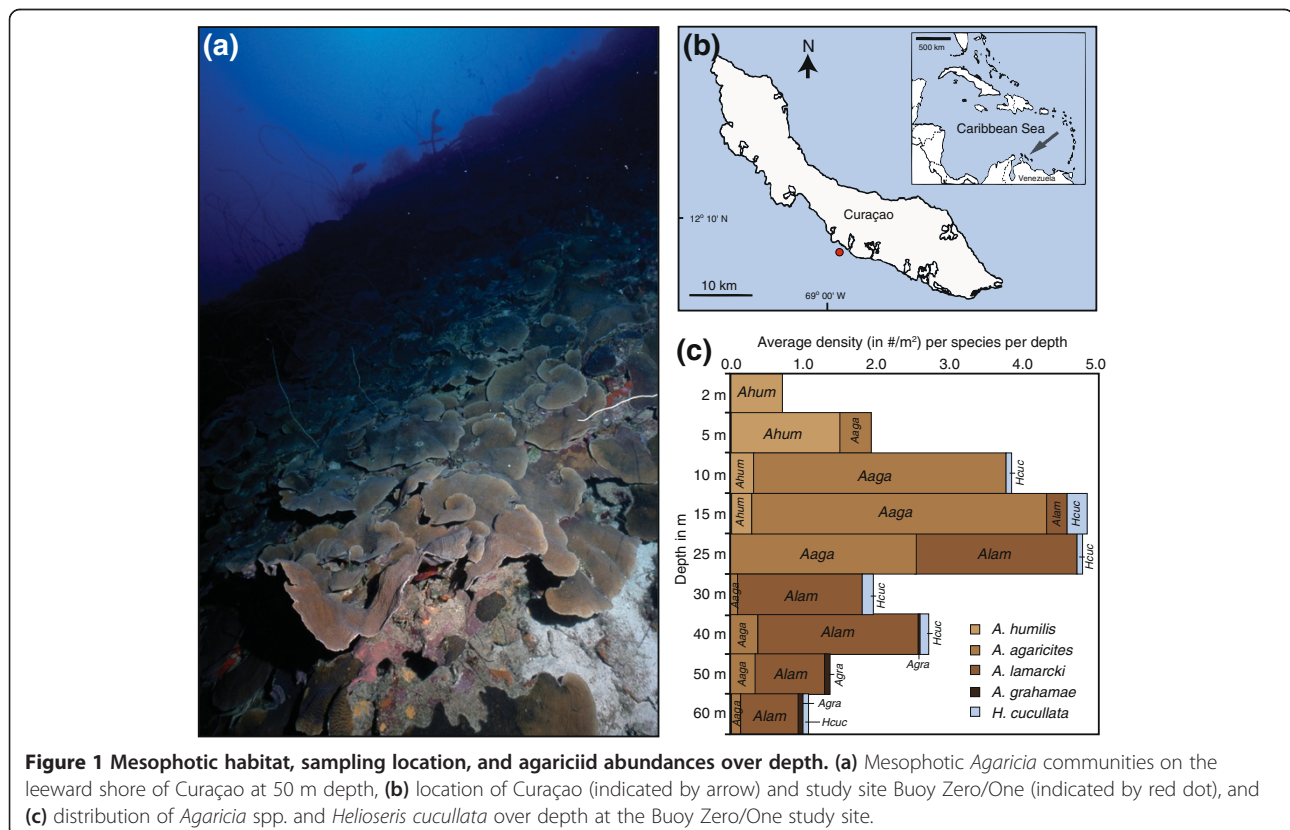 (a)
(b)
N
500 km
Caribbean Sea
Venezuela
Curaçao
12° 10' N
10 km
69° 00' W
(c)
Average density (in #/m²) per species per depth
0.0 1.0 2.0 3.0 4.0 5.0
Depth in m
2 m Ahum
5 m Ahum Aaga
10 m Ahum Aaga Hcuc
15 m Ahum Aaga Alam Hcuc
25 m Aaga Alam Hcuc
30 m Aaga Alam Hcuc
40 m Aaga Alam Agra Hcuc
50 m Aaga Alam Agra
60 m Aaga Alam Agra Hcuc
A. humilis
A. agaricites
A. lamarcki
A. grahamae
H. cucullata
Figure 1 Mesophotic habitat, sampling location, and agariciid abundances over depth. (a) Mesophotic Agaricia communities on the
leeward shore of Curaçao at 50 m depth, (b) location of Curaçao (indicated by arrow) and study site Buoy Zero/One (indicated by red dot), and
(c) distribution of Agaricia spp. and Helioseris cucullata over depth at the Buoy Zero/One study site.